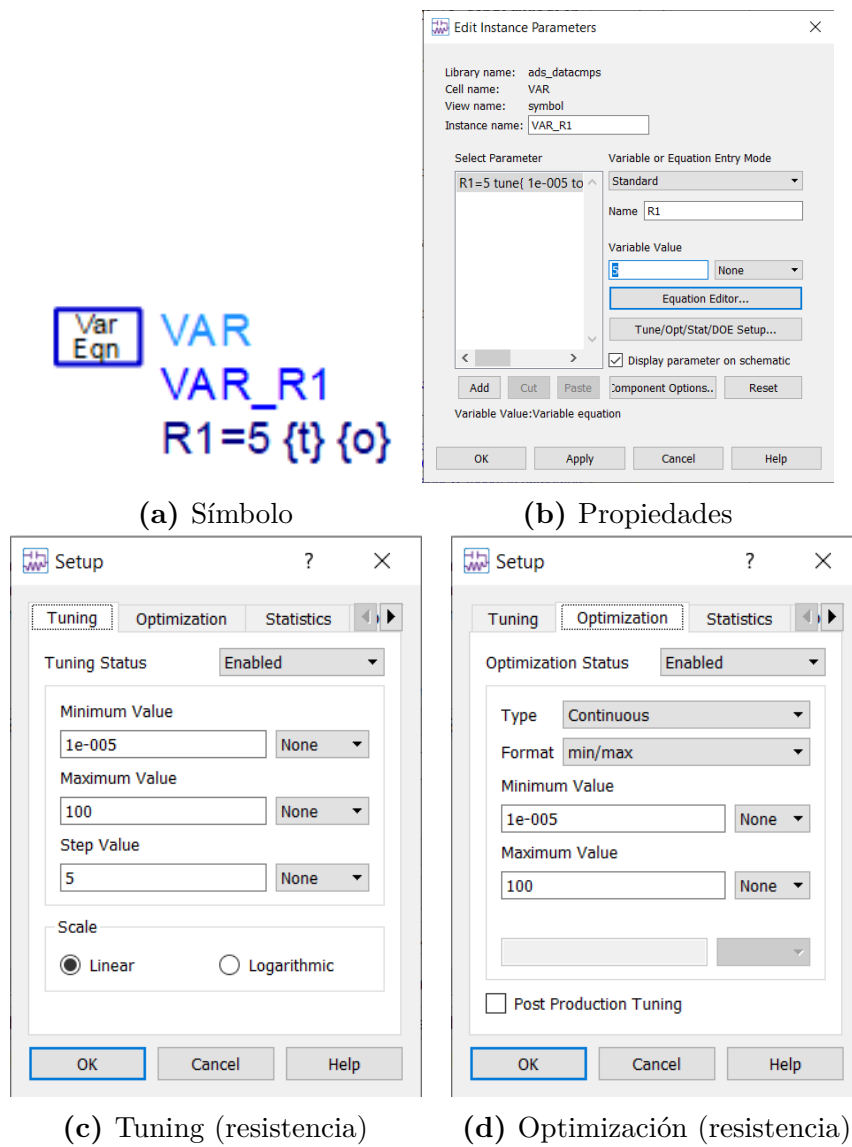 Var
Eqn
VAR
VAR_R1
R1=5 {t} {o}
(a) Símbolo
Edit Instance Parameters
Library name: ads_datacmps
Cell name: VAR
View name: symbol
Instance name: VAR_R1
Select Parameter
R1=5 tune{ 1e-005 to
Variable or Equation Entry Mode
Standard
Name R1
Variable Value
5 None
Equation Editor...
Tune/Opt/Stat/DOE Setup...
Display parameter on schematic
Add Cut Paste Component Options.. Reset
Variable Value:Variable equation
OK Apply Cancel Help
(b) Propiedades
Setup ?
Tuning Optimization Statistics
Tuning Status Enabled
Minimum Value
1e-005 None
Maximum Value
100 None
Step Value
5 None
Scale
Linear Logarithmic
OK Cancel Help
(c) Tuning (resistencia)
Setup ?
Tuning Optimization Statistics
Optimization Status Enabled
Type Continuous
Format min/max
Minimum Value
1e-005 None
Maximum Value
100 None
Post Production Tuning
OK Cancel Help
(d) Optimización (resistencia)